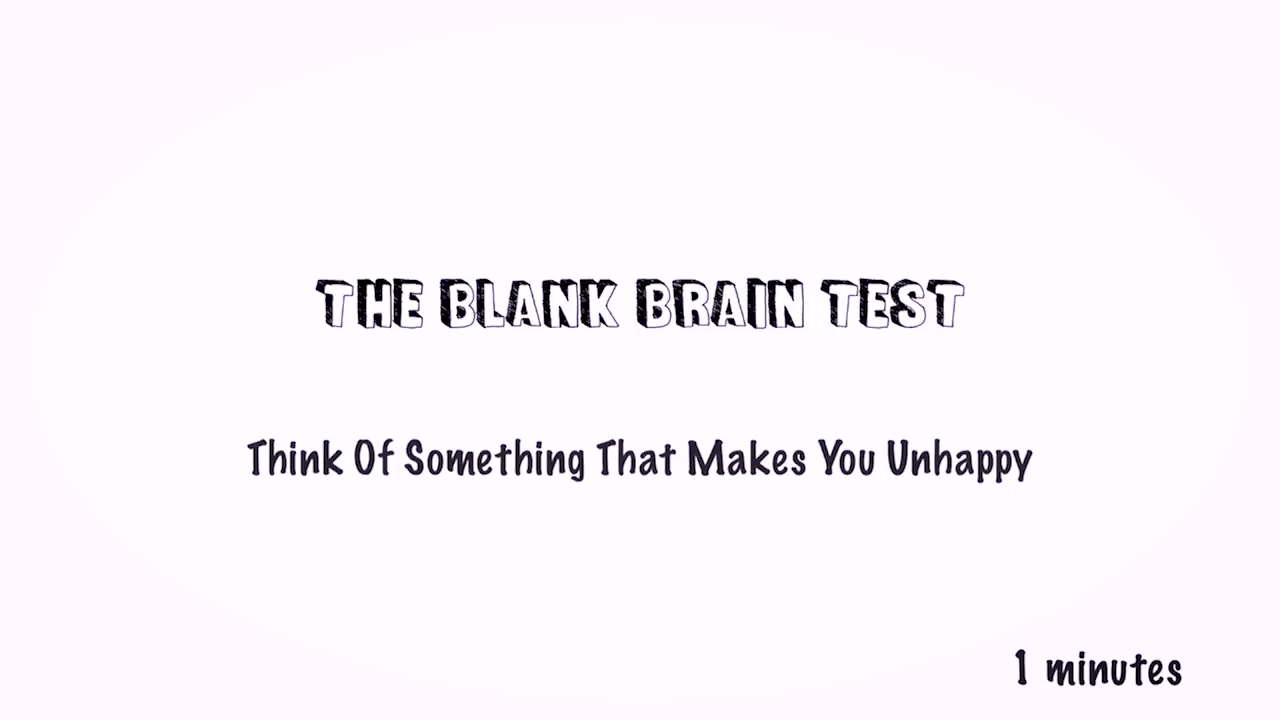 THE BLANK BRAIN TEST
Think Of Something That Makes You Unhappy
1 minutes